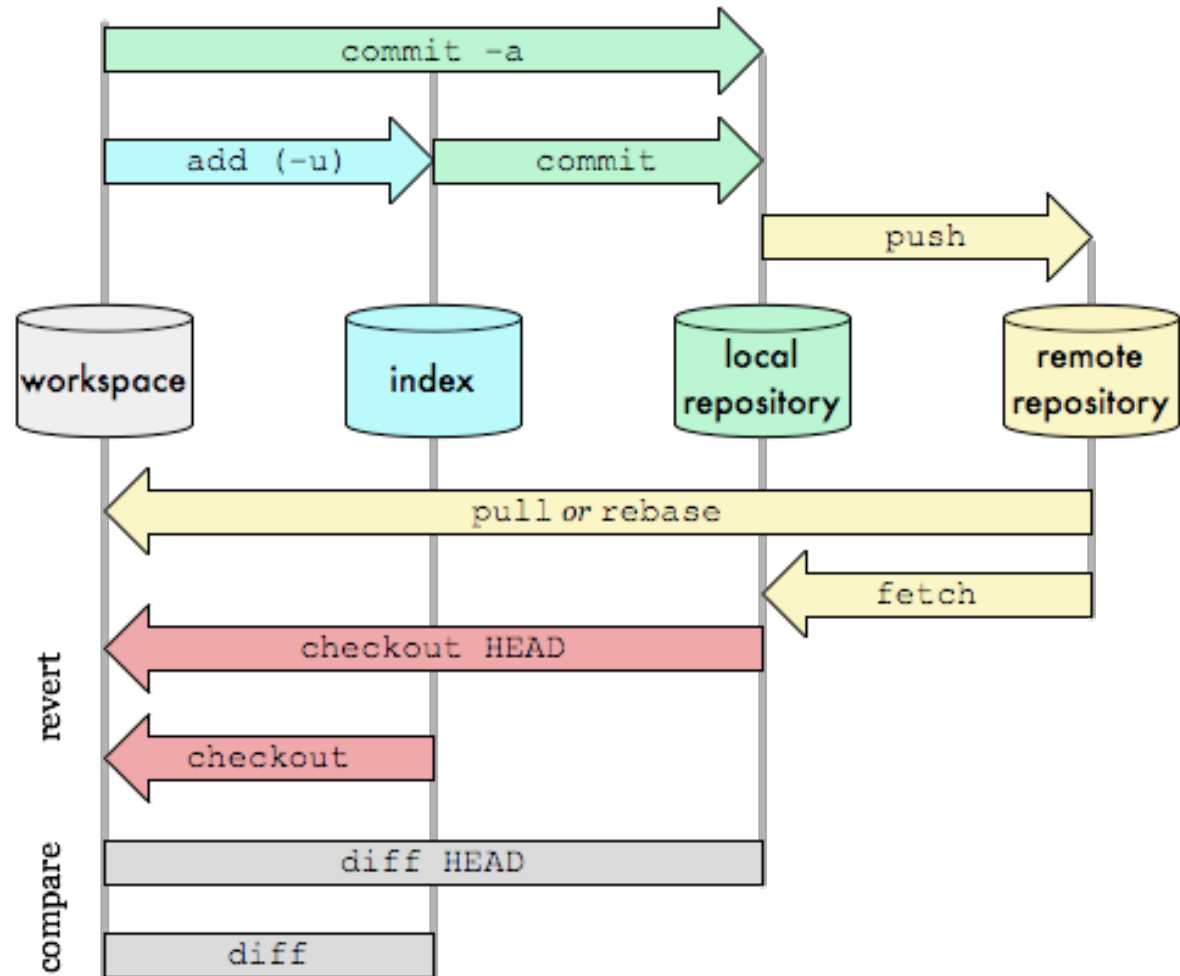 commit -a
add (-u)
commit
push
workspace
index
local
repository
remote
repository
pull or rebase
fetch
revert
checkout HEAD
checkout
compare
diff HEAD
diff